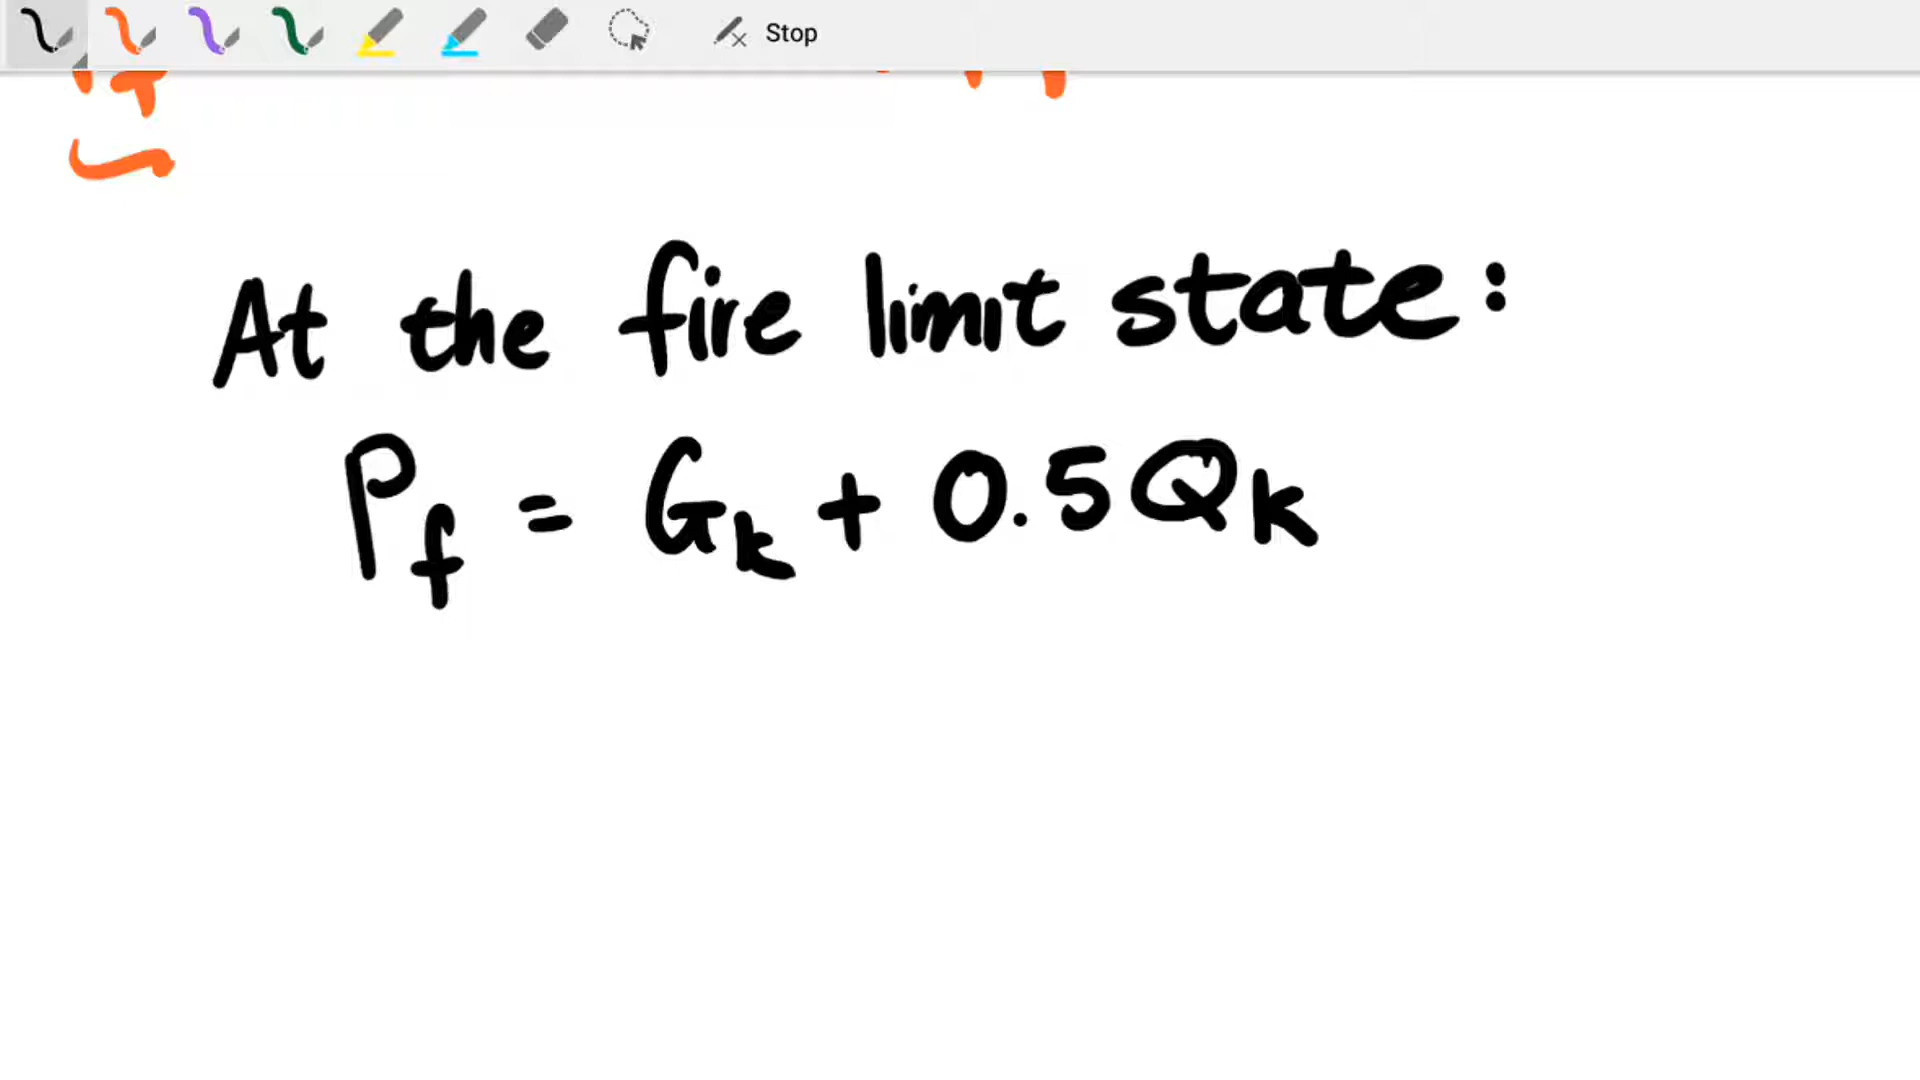 Stop
At the fire limit state:
Pf = Gk + 0.5Qk